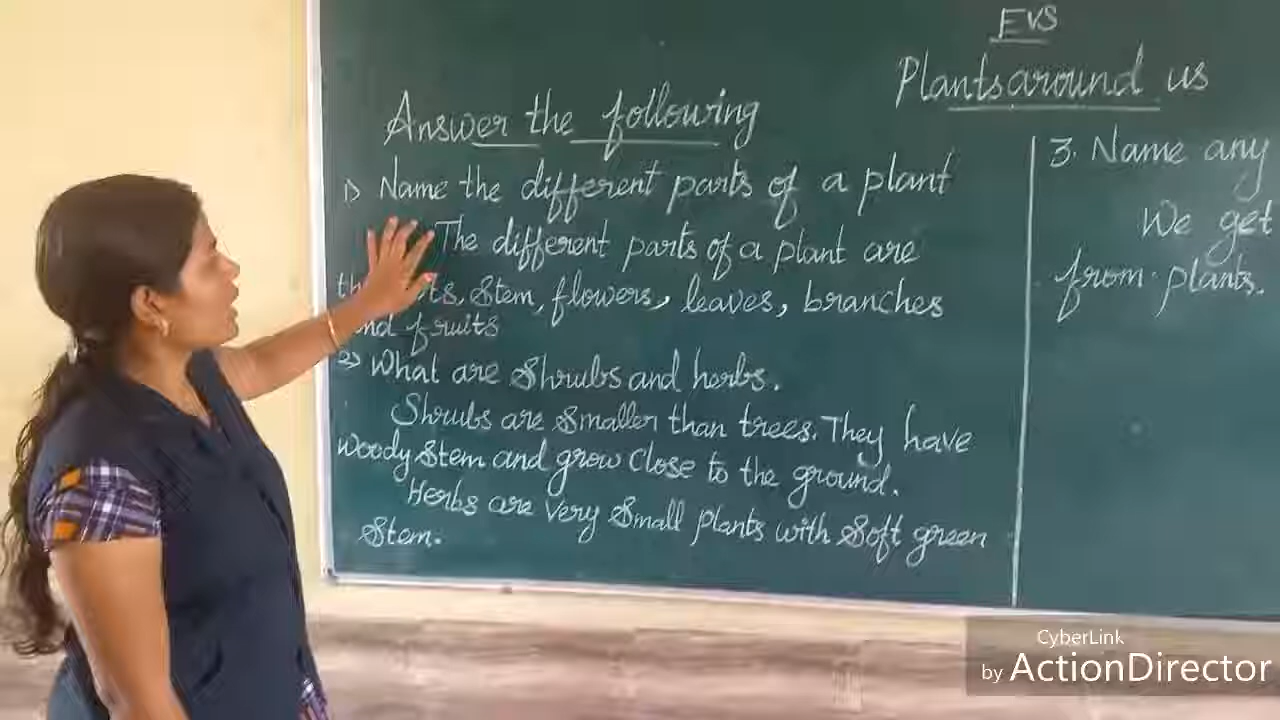 EVS
Plants around us
Answer the following
1) Name the different parts of a plant
The different parts of a plant are
Stem, flowers, leaves, branches
fruits
2) What are Shrubs and herbs.
Shrubs are Smaller than trees. They have
Woody Stem and grow Close to the ground.
Herbs are Very Small plants with Soft green
Stem.
3. Name any
We get
from plants.
CyberLink
by ActionDirector